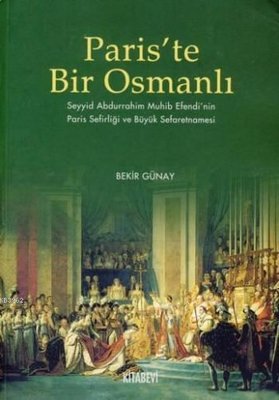 Paris'te
Bir Osmanlı
Seyyid Abdurrahim Muhib Efendi'nin
Paris Sefirliği ve Büyük Sefaretnamesi
BEKİR GÜNAY
KİTABEVİ